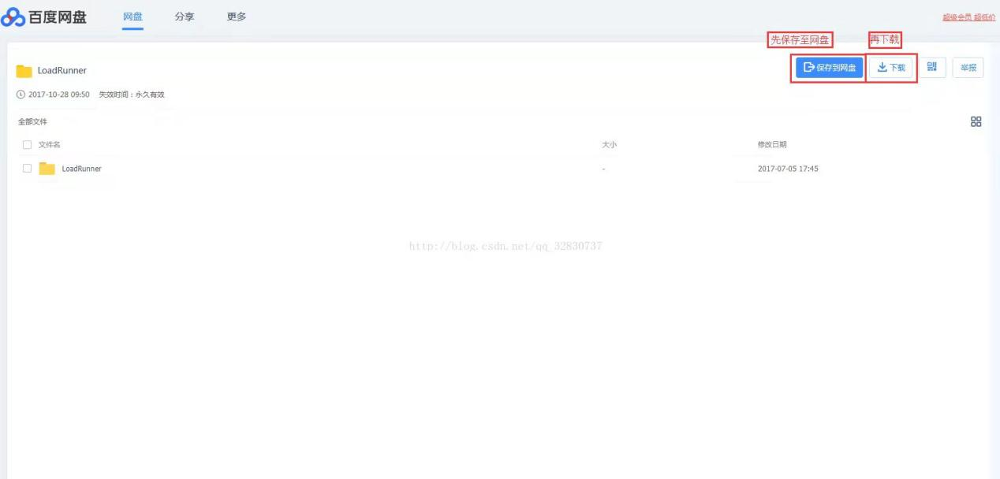 百度网盘
网盘 分享 更多
超级会员 超低价
先保存至网盘 再下载
LoadRunner
保存到网盘 下载 举报
2017-10-28 09:50 失效时间：永久有效
全部文件
文件名 大小 修改日期
LoadRunner - 2017-07-05 17:45
http://blog.csdn.net/qq_32830737